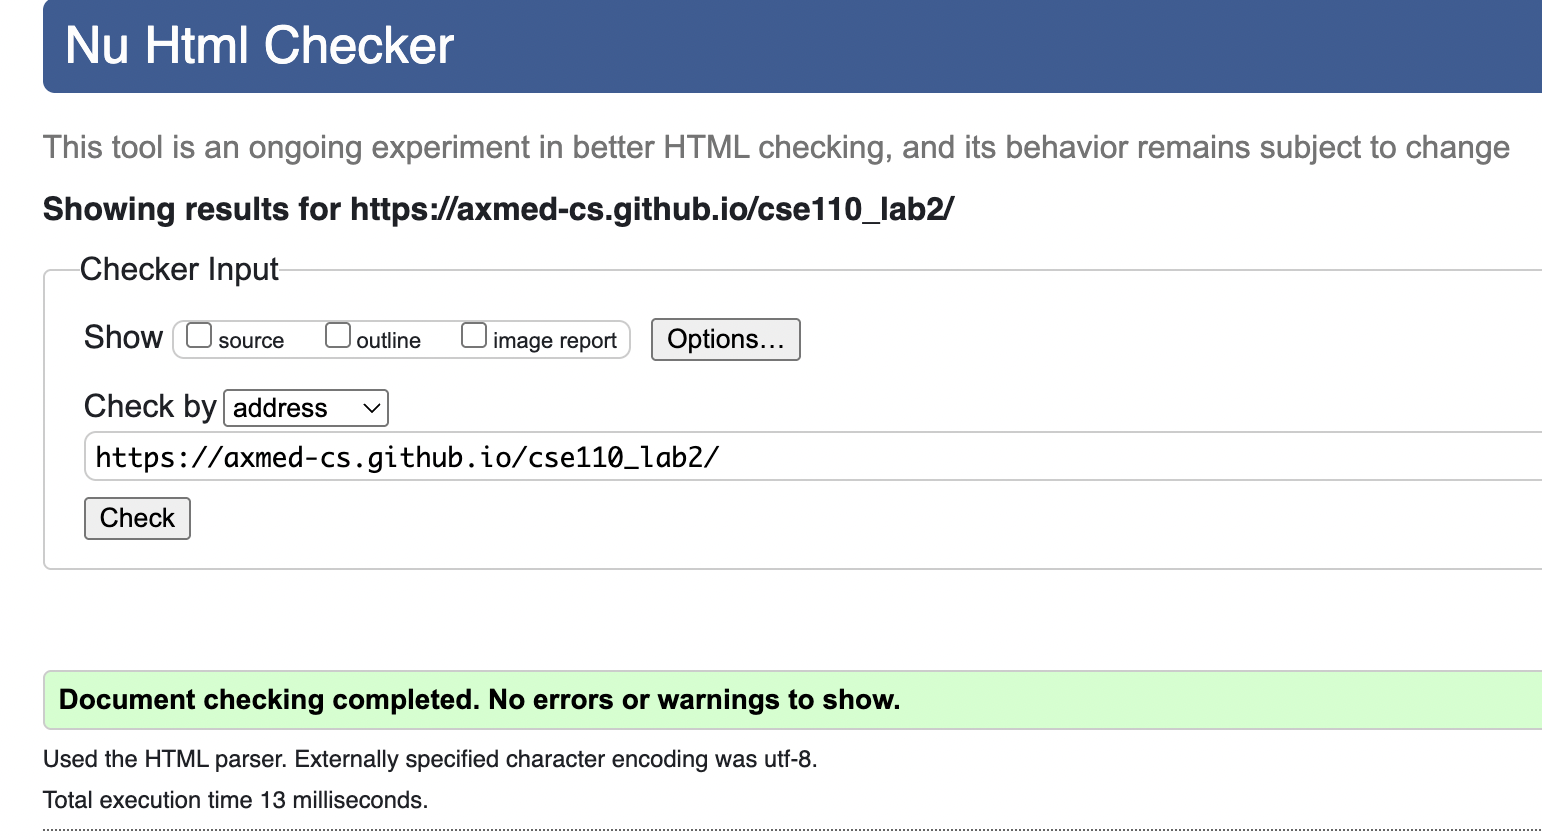 Nu Html Checker
This tool is an ongoing experiment in better HTML checking, and its behavior remains subject to change
Showing results for https://axmed-cs.github.io/cse110_lab2/
Checker Input
Show source outline image report Options...
Check by address
https://axmed-cs.github.io/cse110_lab2/
Check
Document checking completed. No errors or warnings to show.
Used the HTML parser. Externally specified character encoding was utf-8.
Total execution time 13 milliseconds.